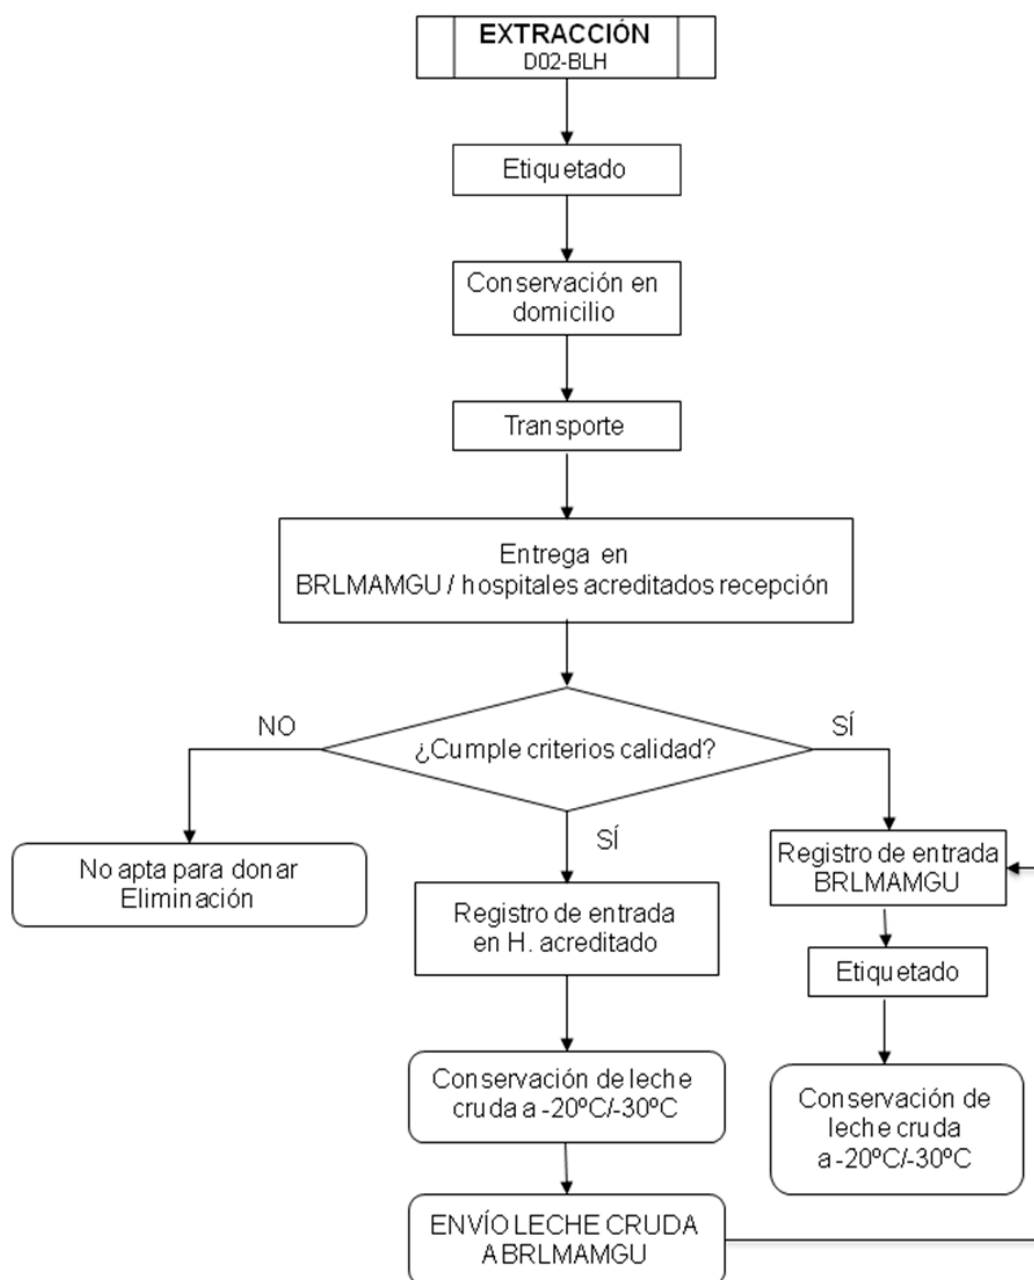 EXTRACCIÓN
D02-BLH
Etiquetado
Conservación en
domicilio
Transporte
Entrega en
BRLMAMGU / hospitales acreditados recepción
¿Cumple criterios calidad?
NO
SÍ
SÍ
No apta para donar
Eliminación
Registro de entrada
en H. acreditado
Conservación de leche
cruda a -20ºC/-30ºC
ENVÍO LECHE CRUDA
A BRLMAMGU
Registro de entrada
BRLMAMGU
Etiquetado
Conservación de
leche cruda
a -20ºC/-30ºC